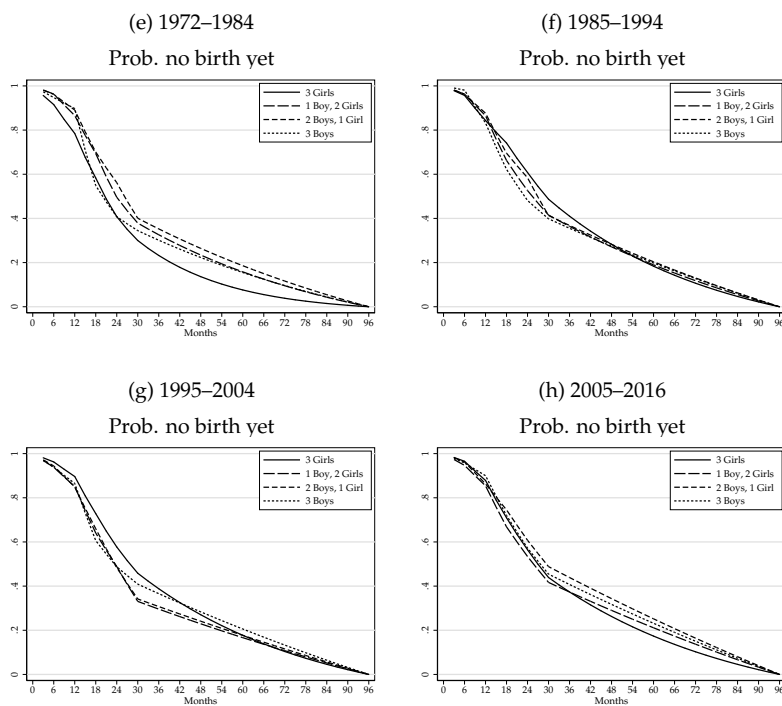 (e) 1972–1984
Prob. no birth yet
3 Girls
1 Boy, 2 Girls
2 Boys, 1 Girl
3 Boys
1
.8
.6
.4
.2
0
0 6 12 18 24 30 36 42 48 54 60 66 72 78 84 90 96
Months
(f) 1985–1994
Prob. no birth yet
3 Girls
1 Boy, 2 Girls
2 Boys, 1 Girl
3 Boys
1
.8
.6
.4
.2
0
0 6 12 18 24 30 36 42 48 54 60 66 72 78 84 90 96
Months
(g) 1995–2004
Prob. no birth yet
3 Girls
1 Boy, 2 Girls
2 Boys, 1 Girl
3 Boys
1
.8
.6
.4
.2
0
0 6 12 18 24 30 36 42 48 54 60 66 72 78 84 90 96
Months
(h) 2005–2016
Prob. no birth yet
3 Girls
1 Boy, 2 Girls
2 Boys, 1 Girl
3 Boys
1
.8
.6
.4
.2
0
0 6 12 18 24 30 36 42 48 54 60 66 72 78 84 90 96
Months